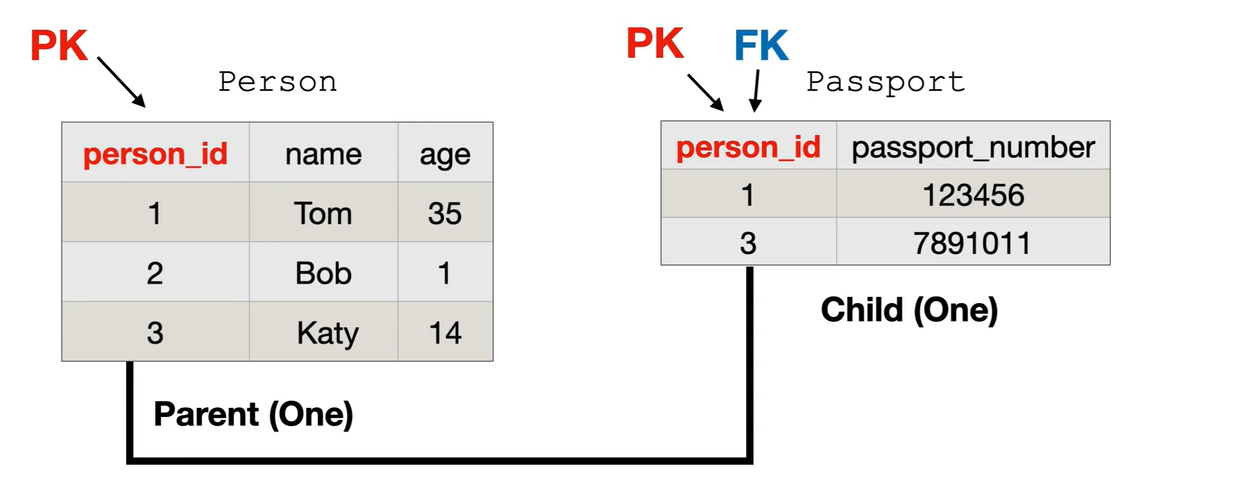 PK
Person
person_id name age
1 Tom 35
2 Bob 1
3 Katy 14
Parent (One)
PK FK
Passport
person_id passport_number
1 123456
3 7891011
Child (One)